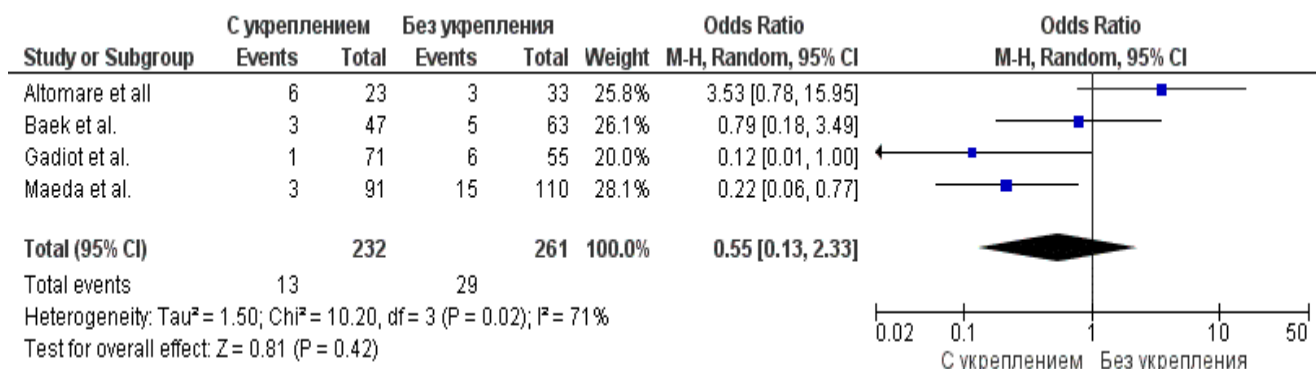 С укреплением Без укрепления Odds Ratio Odds Ratio
Study or Subgroup Events Total Events Total Weight M-H, Random, 95% CI M-H, Random, 95% CI
Altomare et all 6 23 3 33 25.8% 3.53 [0.78, 15.95]
Baek et al. 3 47 5 63 26.1% 0.79 [0.18, 3.49]
Gadiot et al. 1 71 6 55 20.0% 0.12 [0.01, 1.00]
Maeda et al. 3 91 15 110 28.1% 0.22 [0.06, 0.77]
Total (95% CI) 232 261 100.0% 0.55 [0.13, 2.33]
Total events 13 29
Heterogeneity: Tau² = 1.50; Chi² = 10.20, df = 3 (P = 0.02); I² = 71%
Test for overall effect: Z = 0.81 (P = 0.42)
0.02 0.1 1 10 50
С укреплением Без укрепления